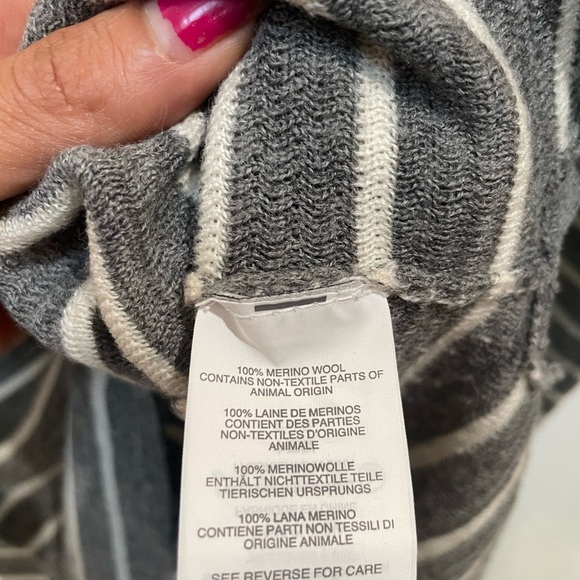 100% MERINO WOOL
CONTAINS NON-TEXTILE PARTS OF
ANIMAL ORIGIN
100% LAINE DE MERINOS
CONTIENT DES PARTIES
NON-TEXTILES D'ORIGINE
ANIMALE
100% MERINOWOLLE
ENTHÄLT NICHTTEXTILE TEILE
TIERISCHEN URSPRUNGS
100% LANA MERINO
CONTIENE PARTI NON TESSILI DI
ORIGINE ANIMALE
SEE REVERSE FOR CARE